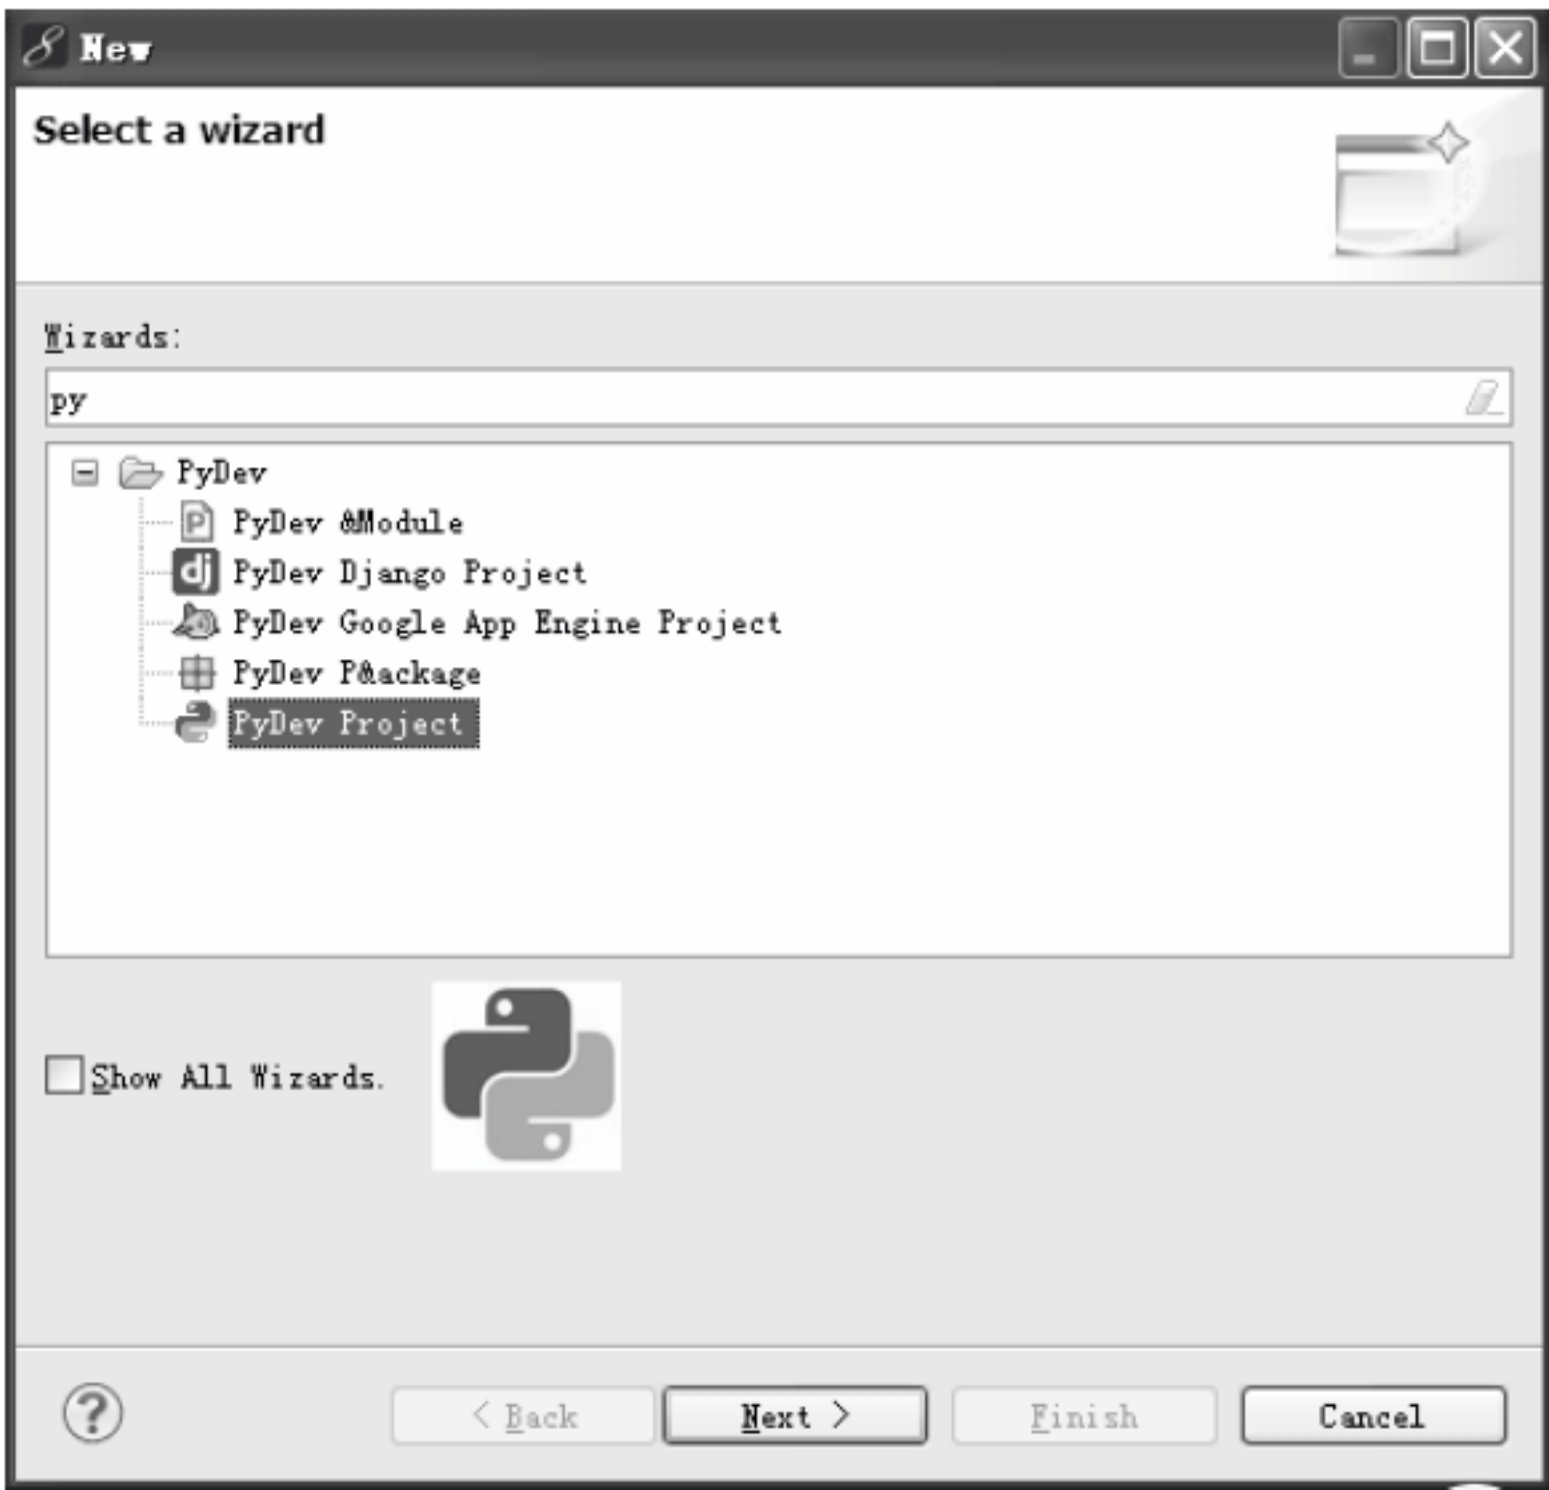 New
Select a wizard
Wizards:
py
PyDev
PyDev &Module
dj PyDev Django Project
PyDev Google App Engine Project
PyDev P&ackage
PyDev Project
Show All Wizards.
? < Back Next > Finish Cancel